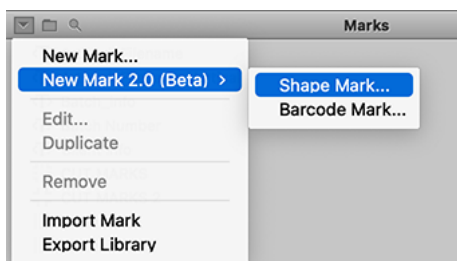 Marks
New Mark...
New Mark 2.0 (Beta) >
Shape Mark...
Barcode Mark...
Edit...
Duplicate
Remove
Import Mark
Export Library